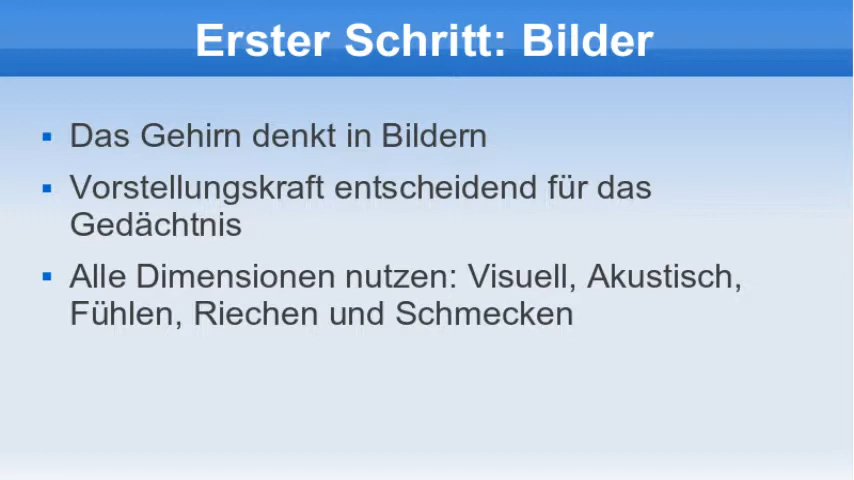 Erster Schritt: Bilder
Das Gehirn denkt in Bildern
Vorstellungskraft entscheidend für das
Gedächtnis
Alle Dimensionen nutzen: Visuell, Akustisch,
Fühlen, Riechen und Schmecken